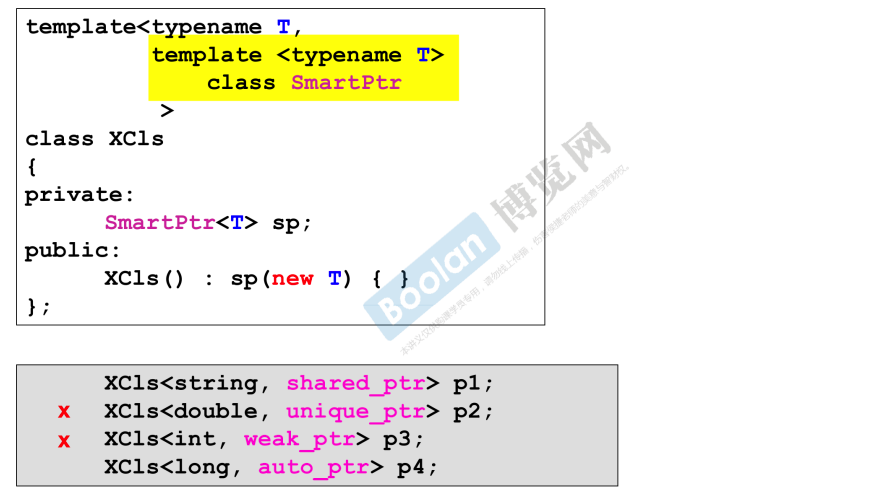 template<typename T,
template <typename T>
class SmartPtr
>
class XCls
{
private:
SmartPtr<T> sp;
public:
XCls() : sp(new T) { }
};
Boolan 博览网
XCls<string, shared_ptr> p1;
x XCls<double, unique_ptr> p2;
x XCls<int, weak_ptr> p3;
XCls<long, auto_ptr> p4;